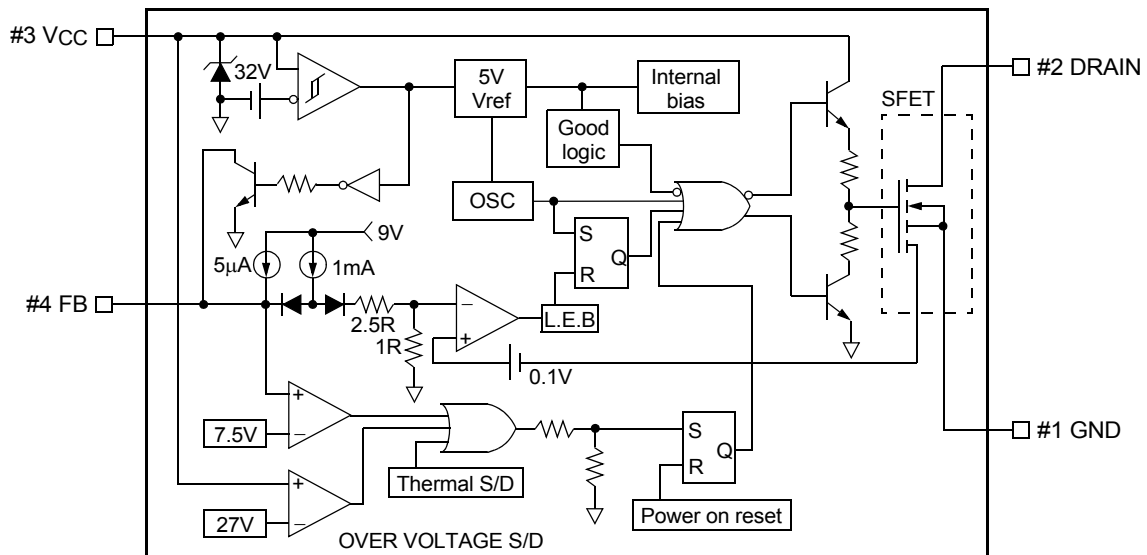 #3 VCC
32V
5V
Vref
Internal
bias
#2 DRAIN
SFET
Good
logic
OSC
9V
5μA
1mA
S
R
Q
#4 FB
2.5R
1R
−
+
L.E.B
0.1V
+
−
7.5V
S
R
Q
#1 GND
Thermal S/D
+
−
27V
Power on reset
OVER VOLTAGE S/D